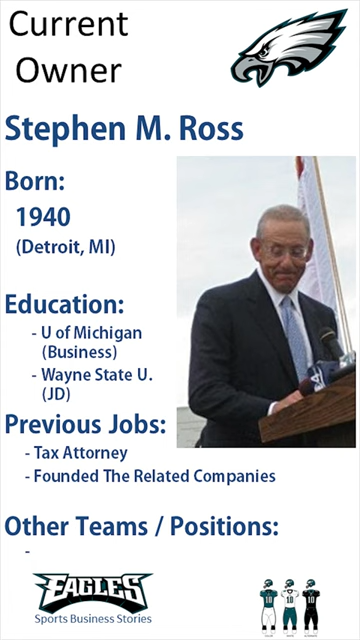 Current
Owner
Stephen M. Ross
Born:
1940
(Detroit, MI)
Education:
- U of Michigan
(Business)
- Wayne State U.
(JD)
Previous Jobs:
- Tax Attorney
- Founded The Related Companies
Other Teams / Positions:
-
EAGLES
Sports Business Stories